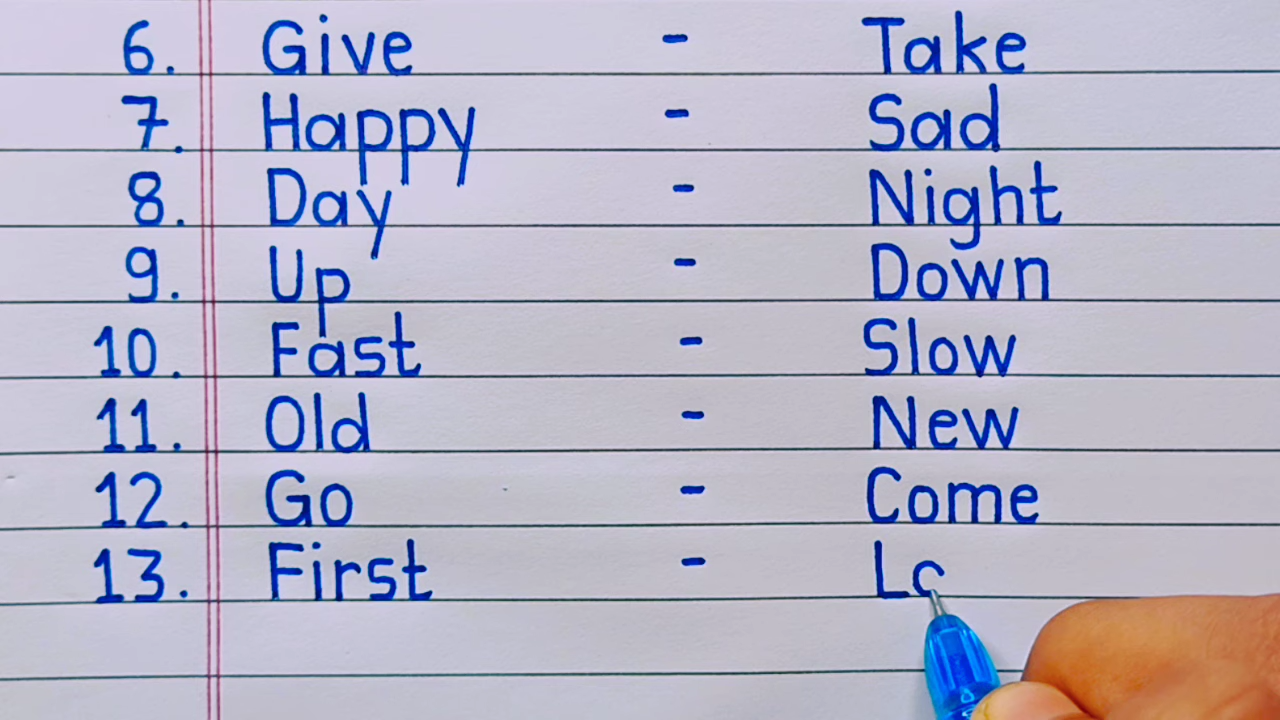 6. Give - Take
7. Happy - Sad
8. Day - Night
9. Up - Down
10. Fast - Slow
11. Old - New
12. Go - Come
13. First -